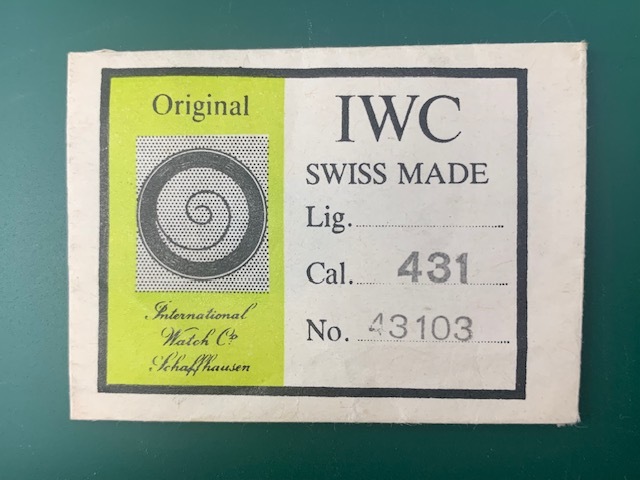 Original
International
Watch Co
Schaffhausen
IWC
SWISS MADE
Lig.
Cal. 431
No. 43103